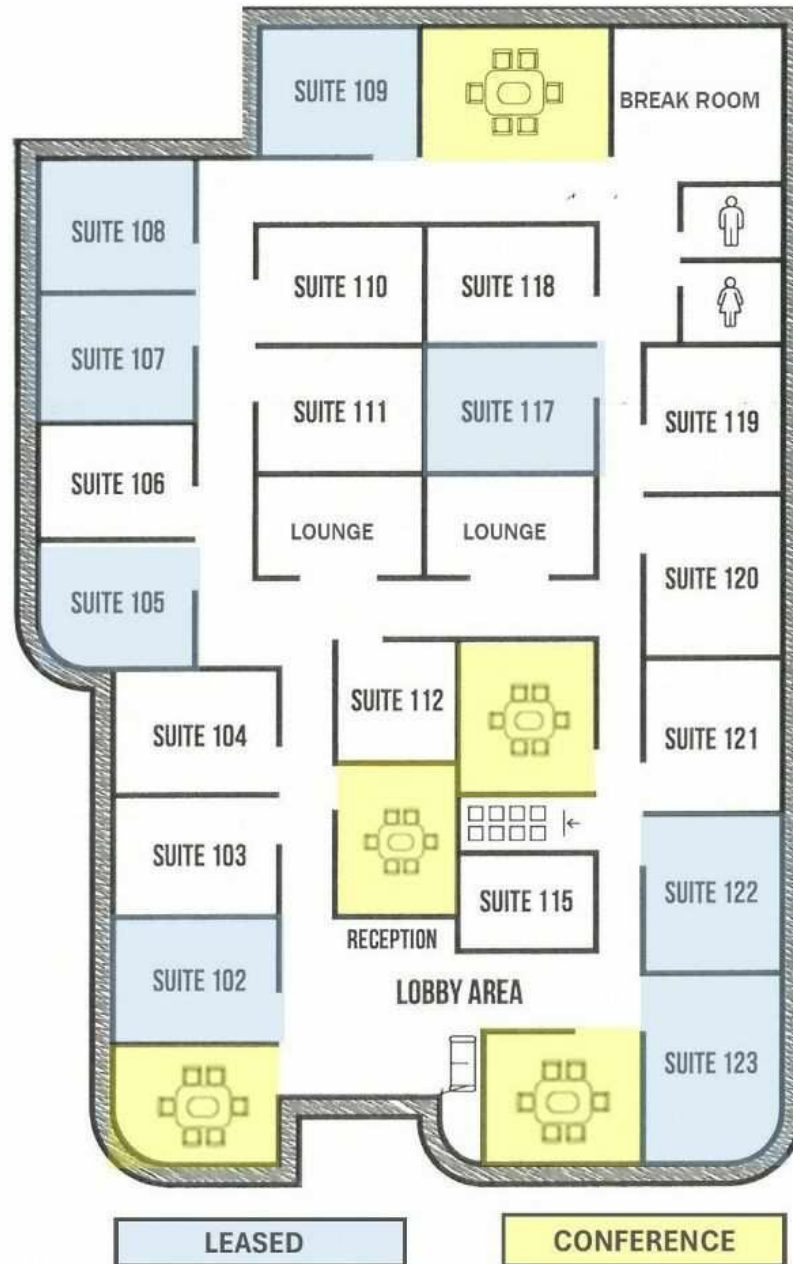 SUITE 109
BREAK ROOM
SUITE 108
SUITE 110
SUITE 118
SUITE 107
SUITE 111
SUITE 117
SUITE 119
SUITE 106
LOUNGE
LOUNGE
SUITE 120
SUITE 105
SUITE 112
SUITE 104
SUITE 121
SUITE 103
SUITE 115
SUITE 122
RECEPTION
SUITE 102
LOBBY AREA
SUITE 123
LEASED
CONFERENCE